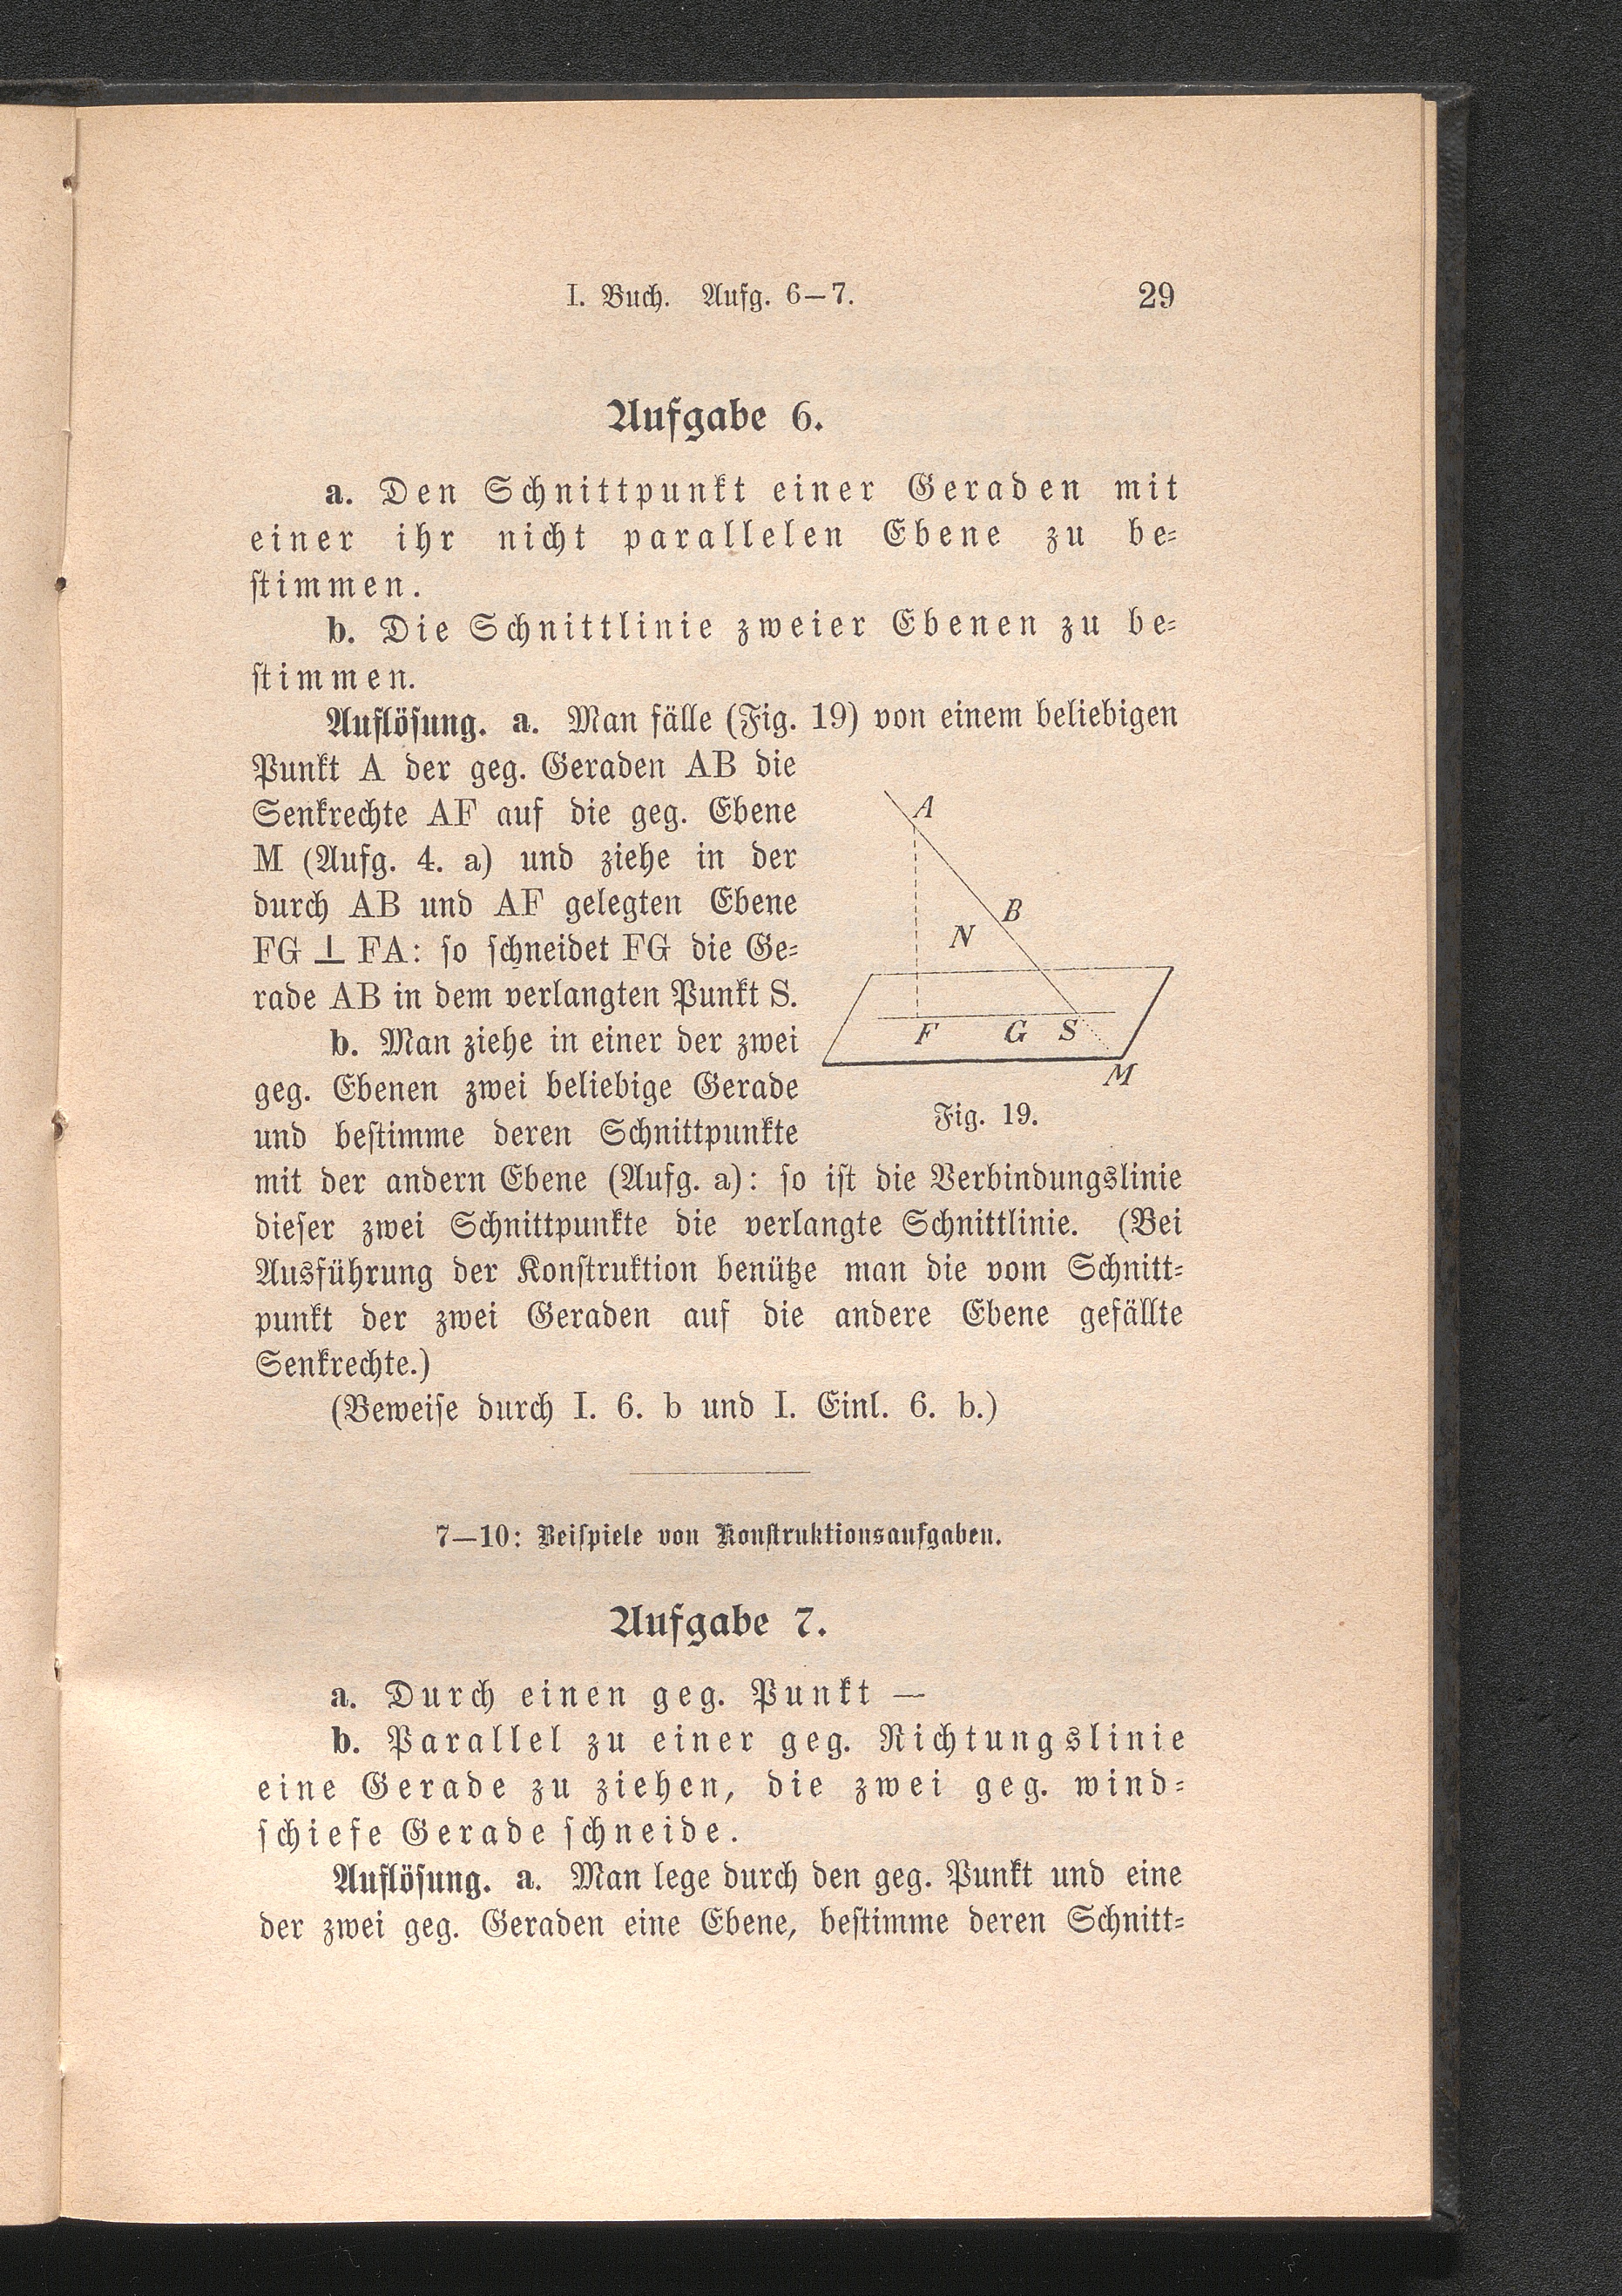 I. Buch. Aufg. 6–7. 29
Aufgabe 6.
a. Den Schnittpunkt einer Geraden mit
einer ihr nicht parallelen Ebene zu be-
stimmen.
b. Die Schnittlinie zweier Ebenen zu be-
stimmen.
Auflösung. a. Man fälle (Fig. 19) von einem beliebigen
Punkt A der geg. Geraden AB die
Senkrechte AF auf die geg. Ebene
M (Aufg. 4. a) und ziehe in der
durch AB und AF gelegten Ebene
FG ⊥ FA: so schneidet FG die Ge-
rade AB in dem verlangten Punkt S.
b. Man ziehe in einer der zwei
geg. Ebenen zwei beliebige Gerade
und bestimme deren Schnittpunkte
A
B
N
F G S
M
Fig. 19.
mit der andern Ebene (Aufg. a): so ist die Verbindungslinie
dieser zwei Schnittpunkte die verlangte Schnittlinie. (Bei
Ausführung der Konstruktion benütze man die vom Schnitt-
punkt der zwei Geraden auf die andere Ebene gefällte
Senkrechte.)
(Beweise durch I. 6. b und I. Einl. 6. b.)
7—10: Beispiele von Konstruktionsaufgaben.
Aufgabe 7.
a. Durch einen geg. Punkt —
b. Parallel zu einer geg. Richtungslinie
eine Gerade zu ziehen, die zwei geg. wind-
schiefe Gerade schneide.
Auflösung. a. Man lege durch den geg. Punkt und eine
der zwei geg. Geraden eine Ebene, bestimme deren Schnitt-